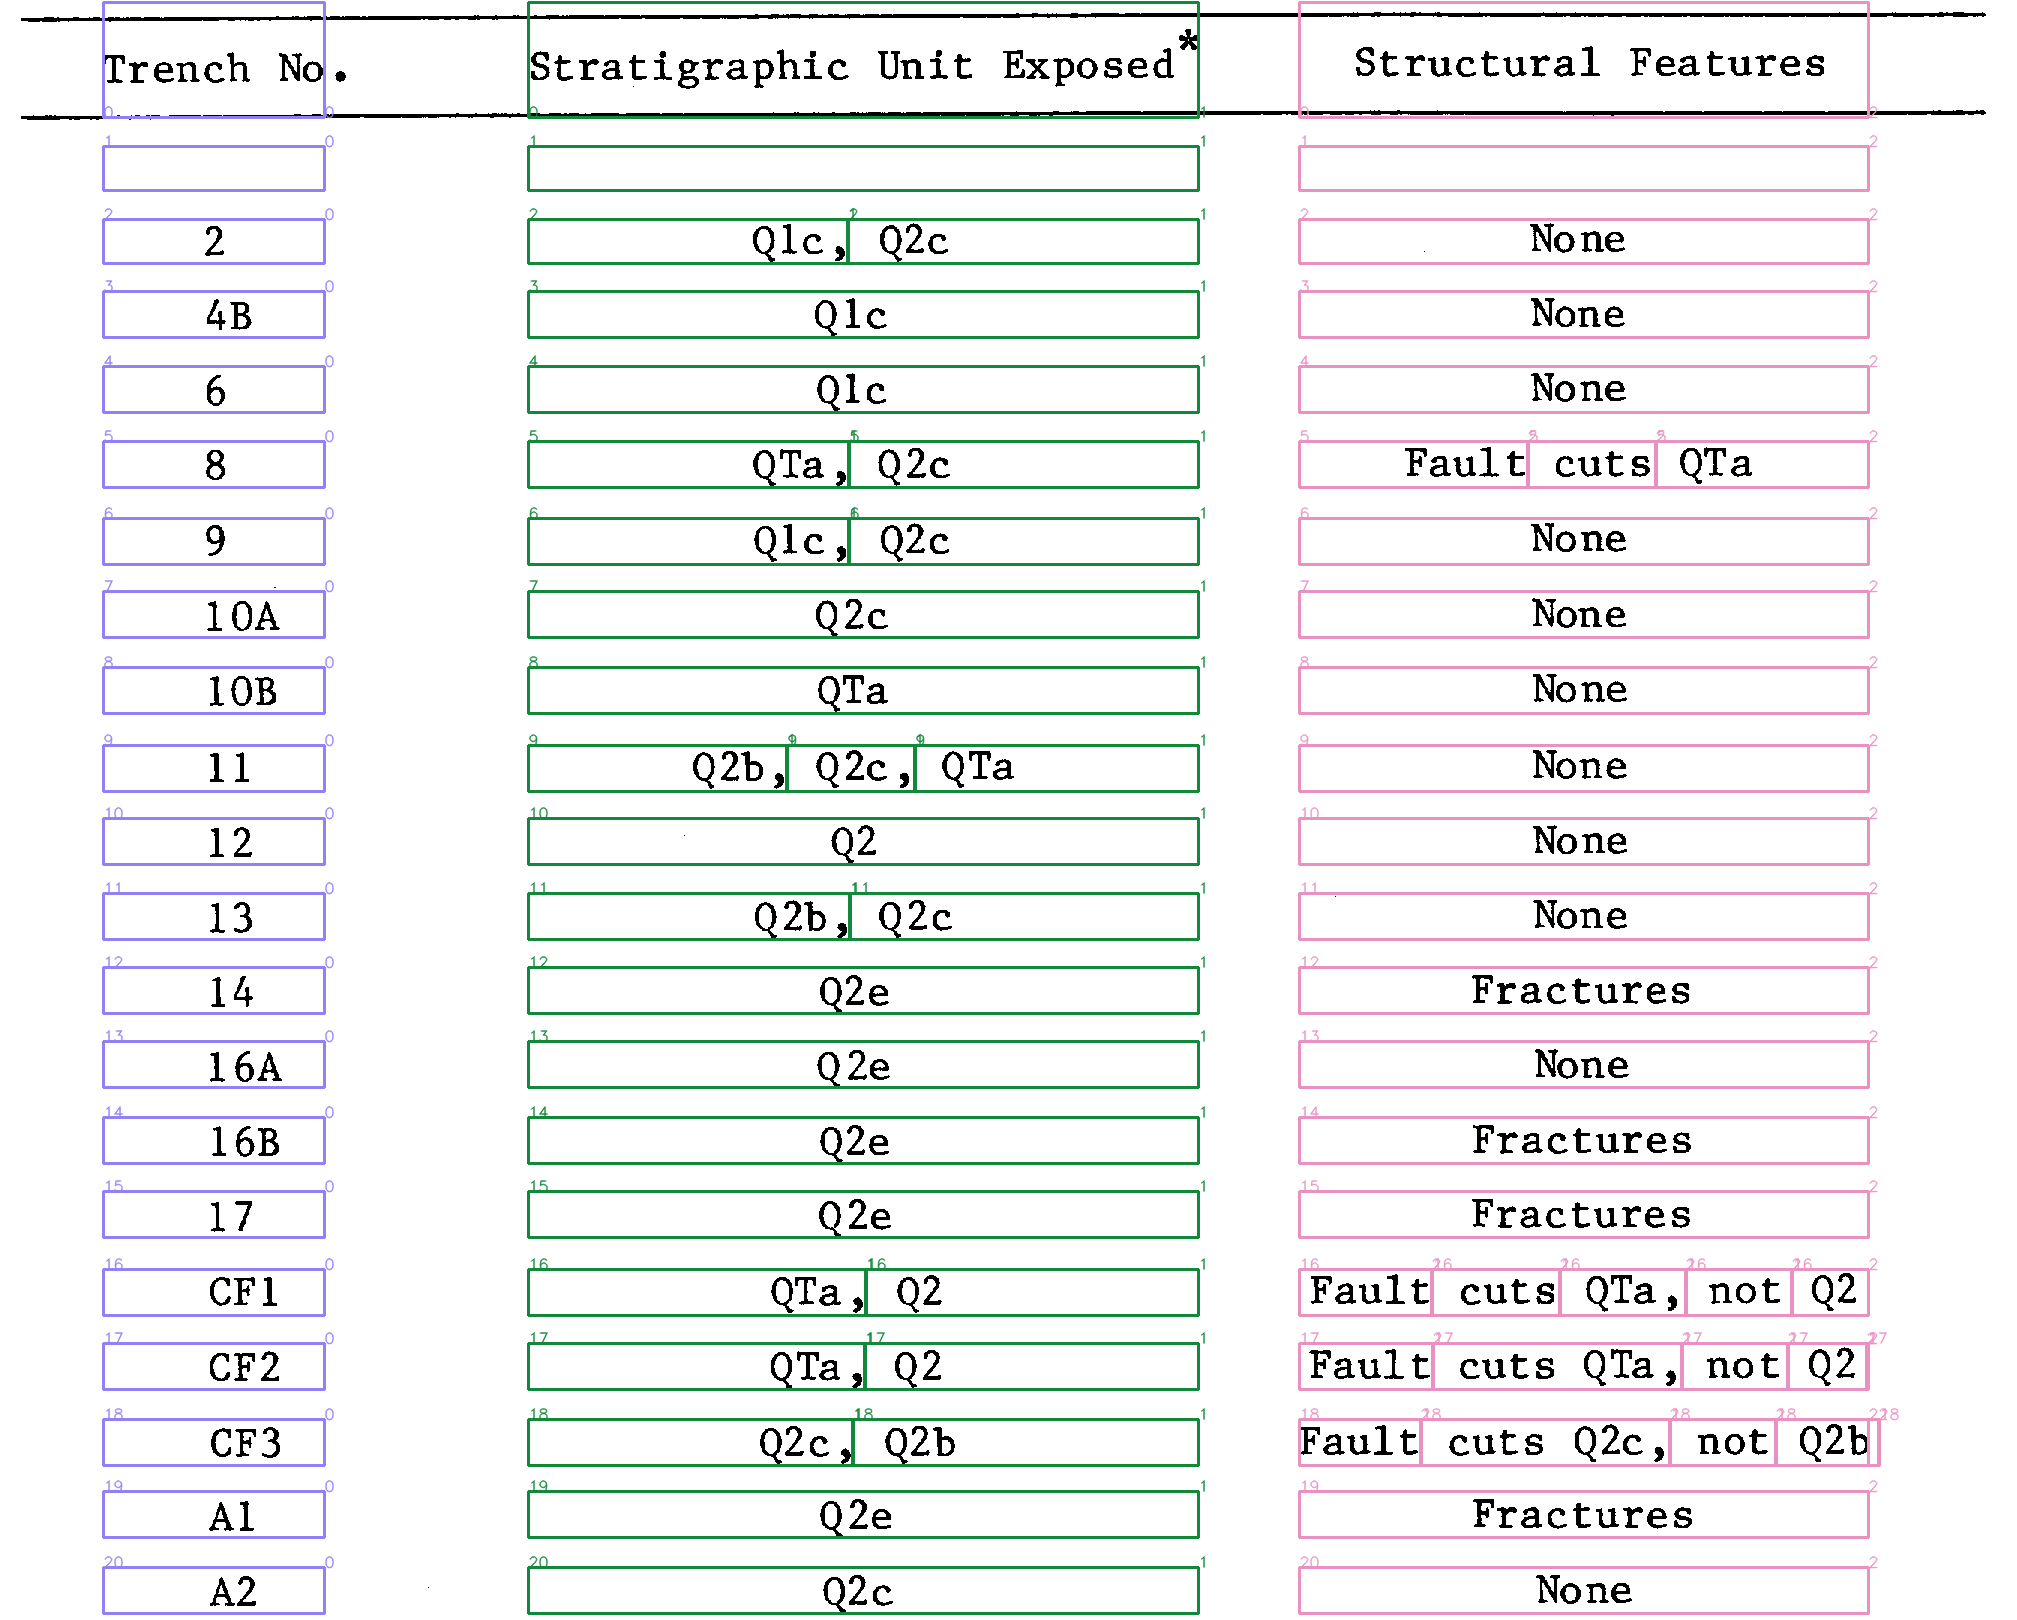 Trench No. Stratigraphic Unit Exposed* Structural Features
2 Q1c, Q2c None
4B Q1c None
6 Q1c None
8 QTa, Q2c Fault cuts QTa
9 Q1c, Q2c None
10A Q2c None
10B QTa None
11 Q2b, Q2c, QTa None
12 Q2 None
13 Q2b, Q2c None
14 Q2e Fractures
16A Q2e None
16B Q2e Fractures
17 Q2e Fractures
CF1 QTa, Q2 Fault cuts QTa, not Q2
CF2 QTa, Q2 Fault cuts QTa, not Q2
CF3 Q2c, Q2b Fault cuts Q2c, not Q2b
A1 Q2e Fractures
A2 Q2c None